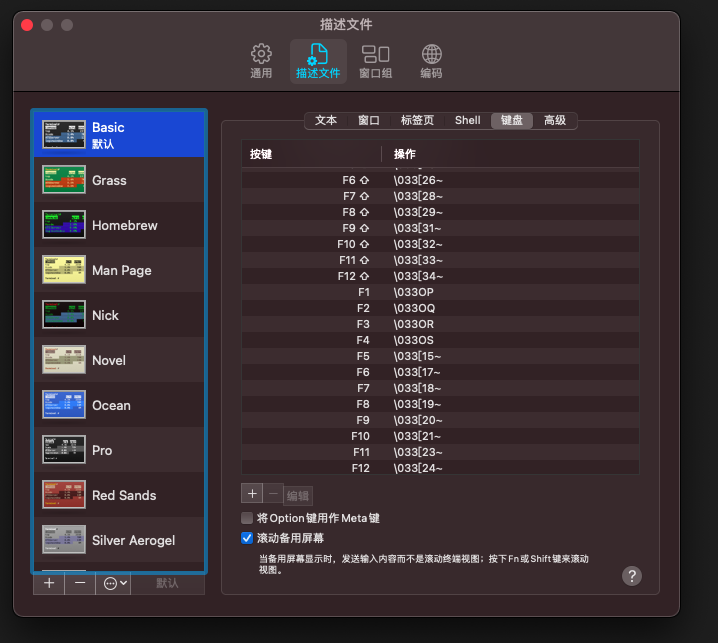 描述文件
通用
描述文件
窗口组
编码
Basic
默认
Grass
Homebrew
Man Page
Nick
Novel
Ocean
Pro
Red Sands
Silver Aerogel
默认
文本
窗口
标签页
Shell
键盘
高级
按键 操作
F6 ⇧ \033[26~
F7 ⇧ \033[28~
F8 ⇧ \033[29~
F9 ⇧ \033[31~
F10 ⇧ \033[32~
F11 ⇧ \033[33~
F12 ⇧ \033[34~
F1 \033OP
F2 \033OQ
F3 \033OR
F4 \033OS
F5 \033[15~
F6 \033[17~
F7 \033[18~
F8 \033[19~
F9 \033[20~
F10 \033[21~
F11 \033[23~
F12 \033[24~
编辑
将Option键用作Meta键
滚动备用屏幕
当备用屏幕显示时，发送输入内容而不是滚动终端视图；按下Fn或Shift键来滚动
视图。
?